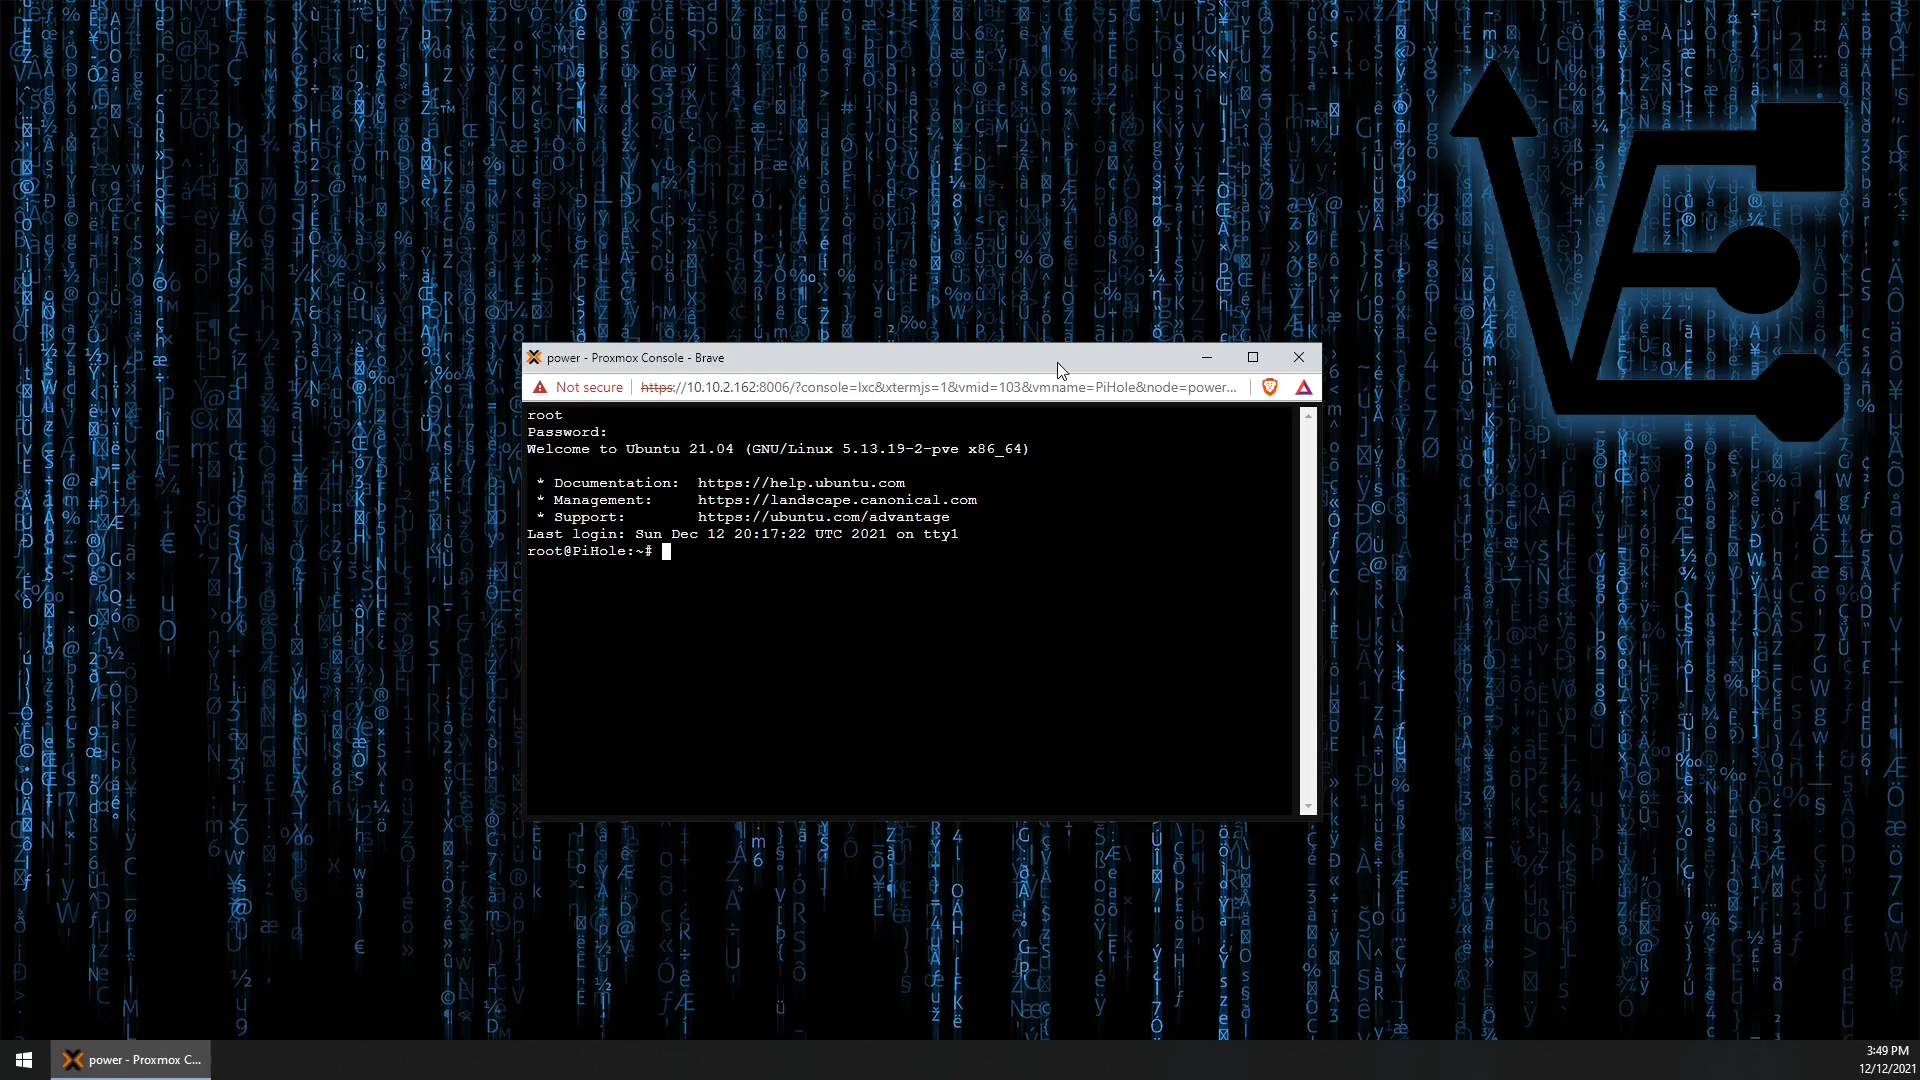 power - Proxmox Console - Brave
Not secure
https://10.10.2.162:8006/?console=lxc&xtermjs=1&vmid=103&vmname=PiHole&node=power...
root
Password:
Welcome to Ubuntu 21.04 (GNU/Linux 5.13.19-2-pve x86_64)
* Documentation:  https://help.ubuntu.com
* Management:     https://landscape.canonical.com
* Support:        https://ubuntu.com/advantage
Last login: Sun Dec 12 20:17:22 UTC 2021 on tty1
root@PiHole:~#
power - Proxmox C...
3:49 PM
12/12/2021